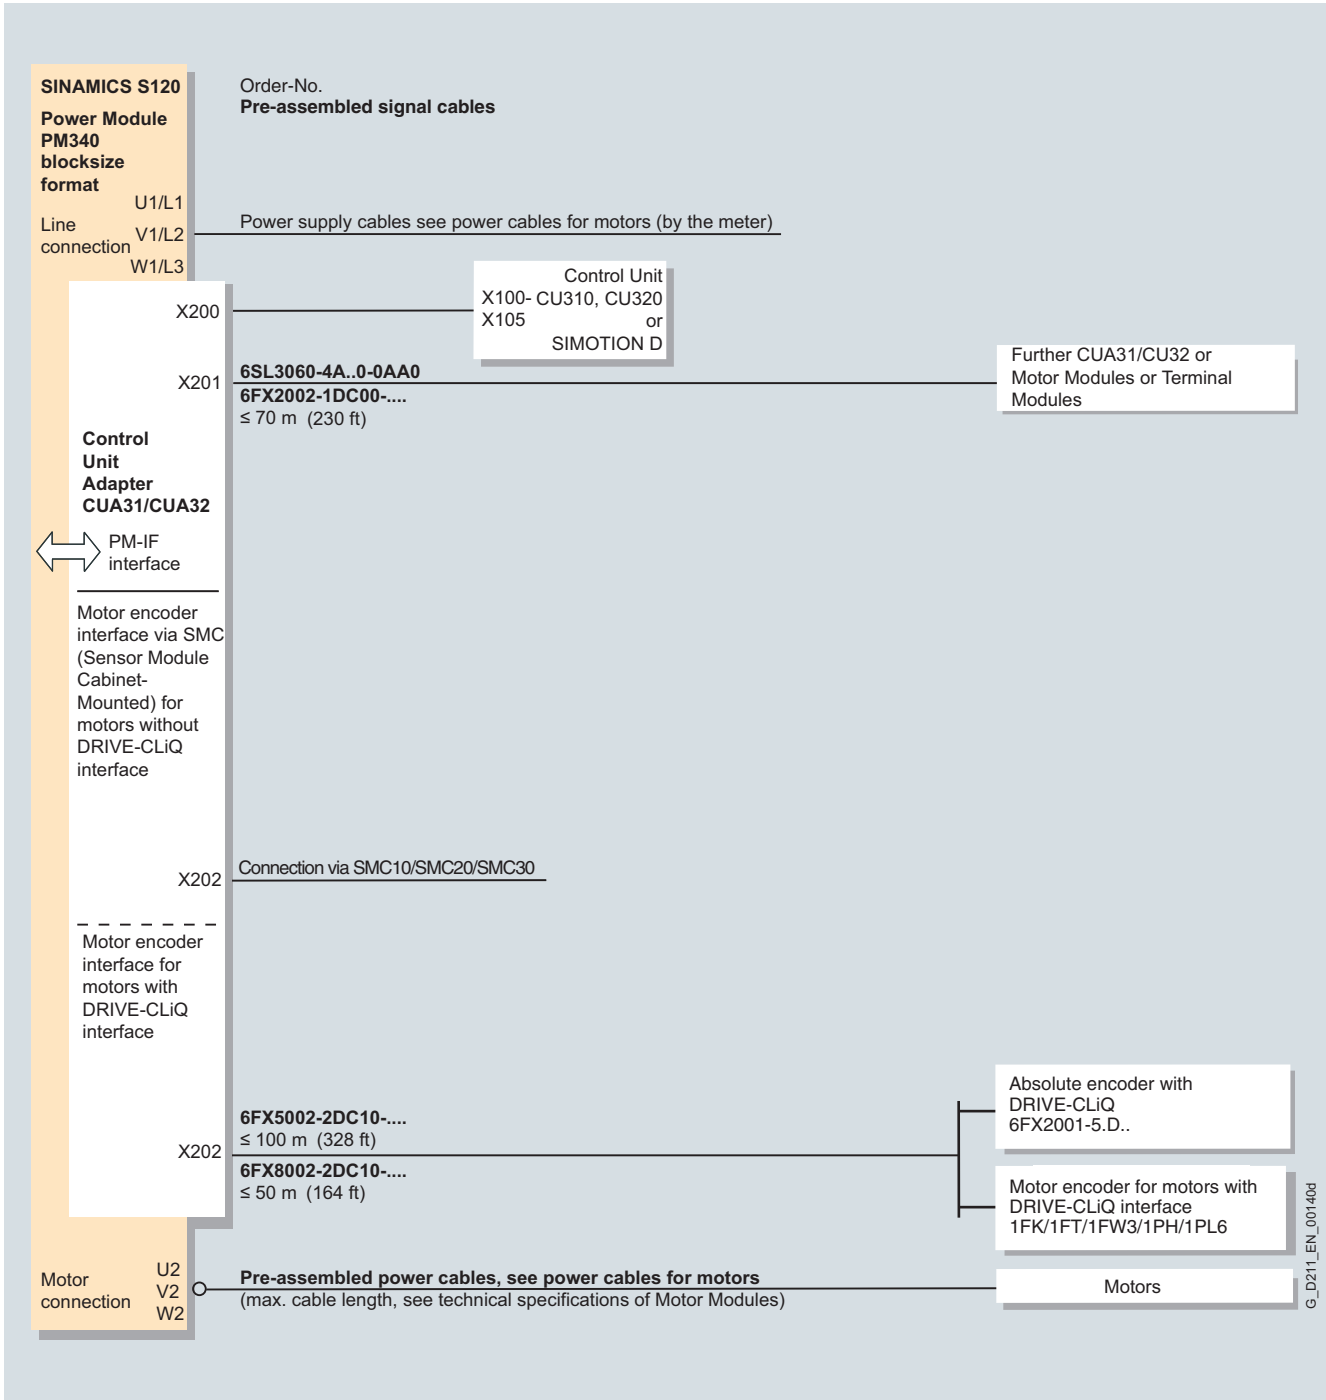 SINAMICS S120
Power Module
PM340
blocksize
format
Order-No.
Pre-assembled signal cables
U1/L1
Line
connection
V1/L2
W1/L3
Power supply cables see power cables for motors (by the meter)
X200
Control Unit
X100- CU310, CU320
X105 or
SIMOTION D
X201
6SL3060-4A..0-0AA0
6FX2002-1DC00-....
≤ 70 m (230 ft)
Further CUA31/CU32 or
Motor Modules or Terminal
Modules
Control
Unit
Adapter
CUA31/CUA32
PM-IF
interface
Motor encoder
interface via SMC
(Sensor Module
Cabinet-
Mounted) for
motors without
DRIVE-CLiQ
interface
X202
Connection via SMC10/SMC20/SMC30
Motor encoder
interface for
motors with
DRIVE-CLiQ
interface
X202
6FX5002-2DC10-....
≤ 100 m (328 ft)
6FX8002-2DC10-....
≤ 50 m (164 ft)
Absolute encoder with
DRIVE-CLiQ
6FX2001-5.D..
Motor encoder for motors with
DRIVE-CLiQ interface
1FK/1FT/1FW3/1PH/1PL6
Motor
connection
U2
V2
W2
Pre-assembled power cables, see power cables for motors
(max. cable length, see technical specifications of Motor Modules)
Motors
G_D211_EN_00140d